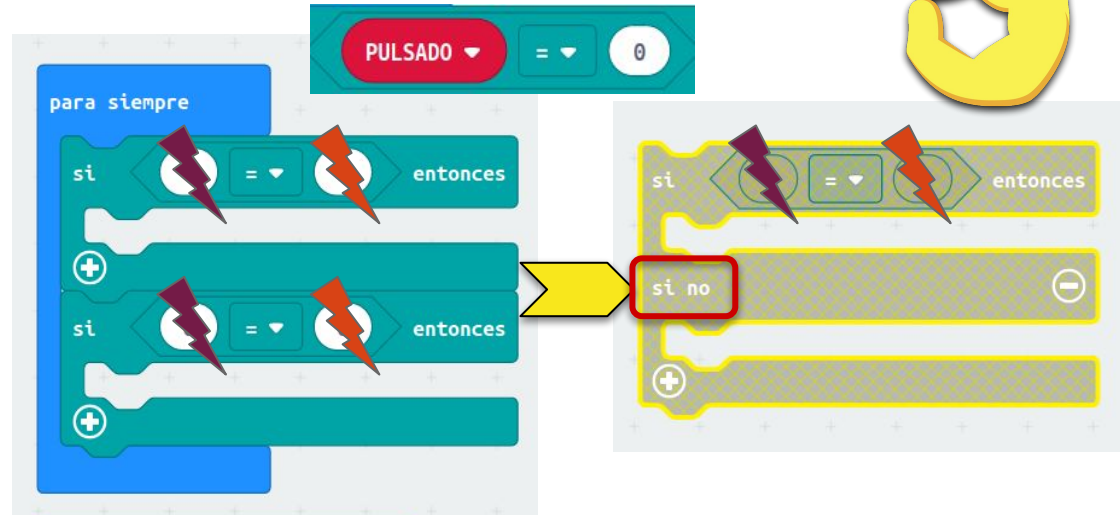 PULSADO = 0
para siempre
si = entonces
si = entonces
si = entonces
si no